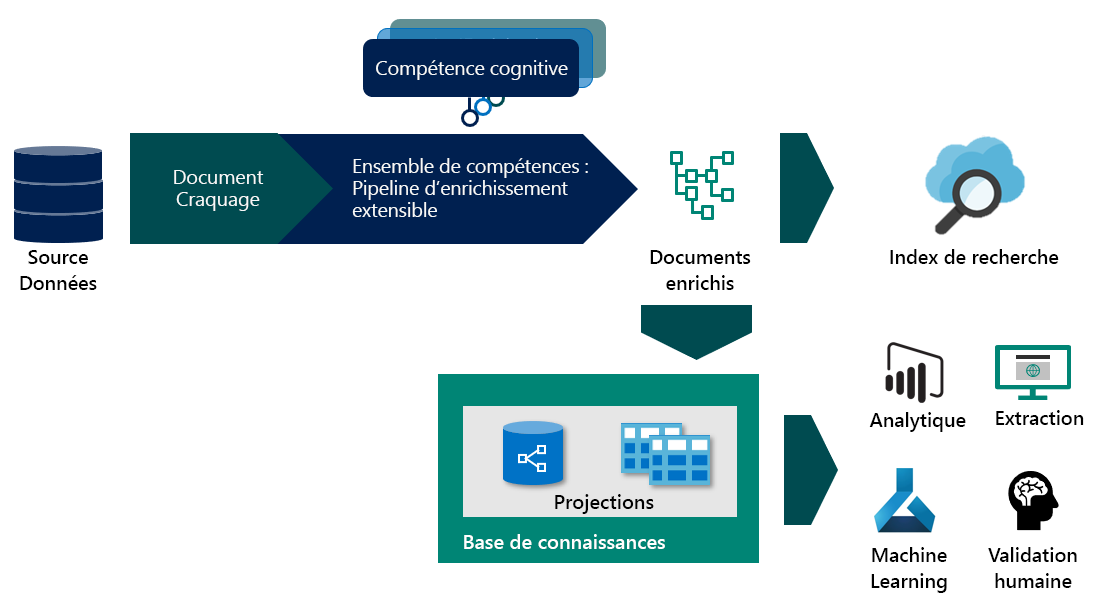 Compétence cognitive
Document
Craquage
Ensemble de compétences :
Pipeline d’enrichissement
extensible
Source
Données
Documents
enrichis
Index de recherche
Analytique
Extraction
Projections
Base de connaissances
Machine
Learning
Validation
humaine